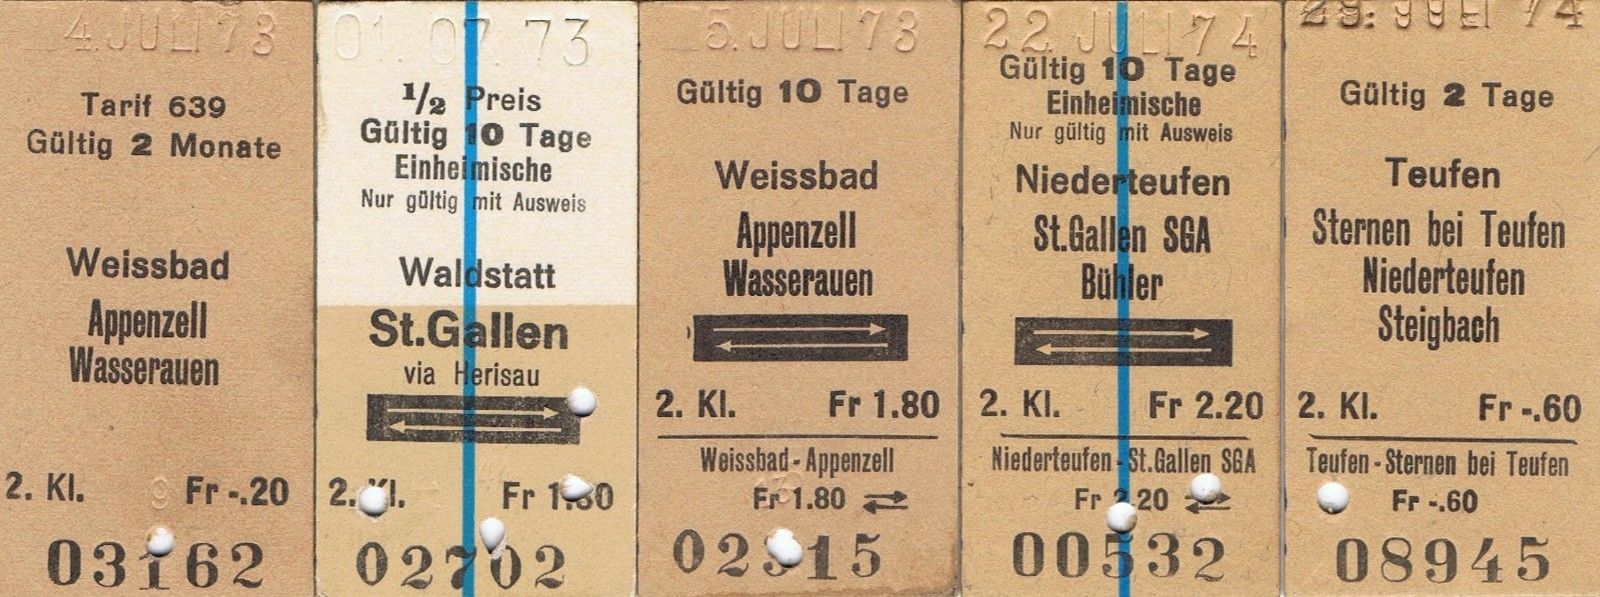 4. JULI 73
Tarif 639
Gültig 2 Monate
Weissbad
Appenzell
Wasserauen
2. Kl. Fr -.20
03162
01. 07. 73
1/2 Preis
Gültig 10 Tage
Einheimische
Nur gültig mit Ausweis
Waldstatt
St.Gallen
via Herisau
2. Kl. Fr
02702
5. JULI 73
Gültig 10 Tage
Weissbad
Appenzell
Wasserauen
2. Kl. Fr 1.80
Weissbad-Appenzell
Fr 1.80
22. JULI 74
Gültig 10 Tage
Einheimische
Nur gültig mit Ausweis
Niederteufen
St.Gallen SGA
Bühler
2. Kl. Fr 2.20
Niederteufen-St.Gallen SGA
Fr 2.20
00532
JULI 74
Gültig 2 Tage
Teufen
Sternen bei Teufen
Niederteufen
Steigbach
2. Kl. Fr -.60
Teufen-Sternen bei Teufen
Fr -.60
08945